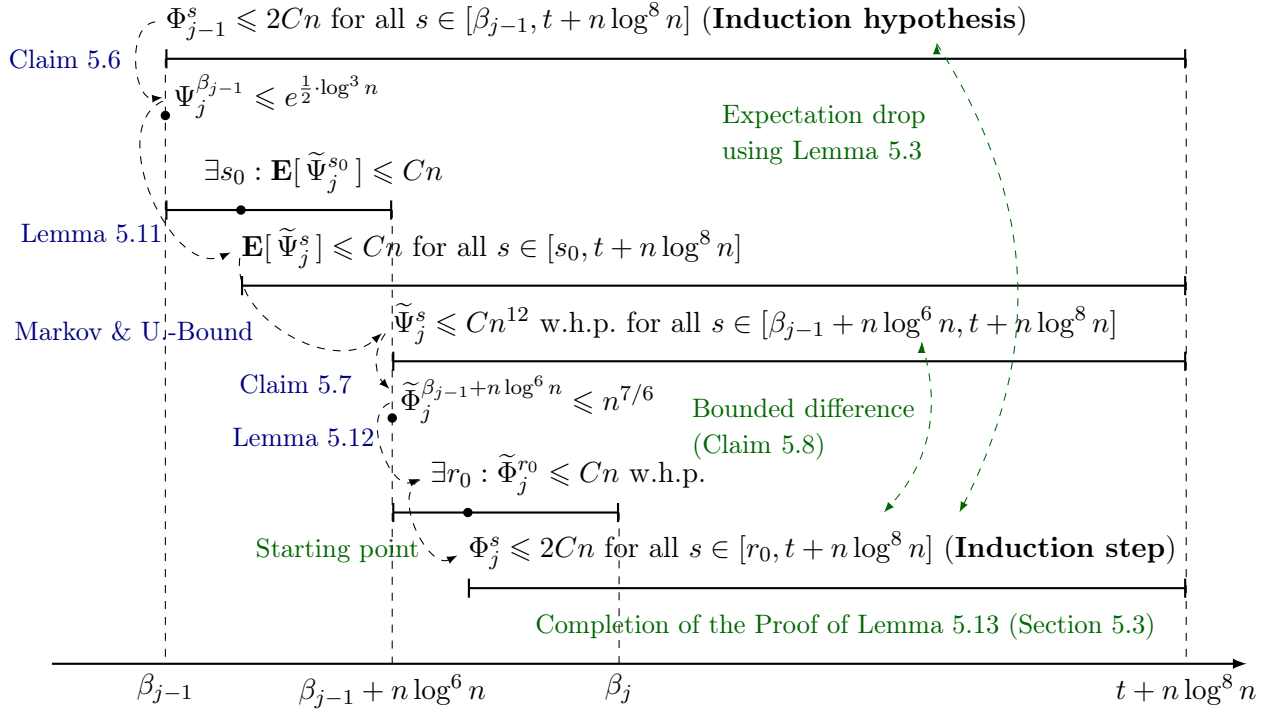 Φ_{j−1}^s ⩽ 2Cn for all s ∈ [β_{j−1}, t + n log^8 n] (Induction hypothesis)
Claim 5.6
Ψ_j^{β_{j−1}} ⩽ e^{\frac{1}{2}·log^3 n}
Expectation drop
using Lemma 5.3
∃s_0 : E[ Ψ̃_j^{s_0} ] ⩽ Cn
Lemma 5.11
E[ Ψ̃_j^s ] ⩽ Cn for all s ∈ [s_0, t + n log^8 n]
Markov & U.-Bound
Ψ̃_j^s ⩽ Cn^{12} w.h.p. for all s ∈ [β_{j−1} + n log^6 n, t + n log^8 n]
Claim 5.7
Φ̃_j^{β_{j−1}+n log^6 n} ⩽ n^{7/6}
Bounded difference
(Claim 5.8)
Lemma 5.12
∃r_0 : Φ̃_j^{r_0} ⩽ Cn w.h.p.
Starting point
Φ_j^s ⩽ 2Cn for all s ∈ [r_0, t + n log^8 n] (Induction step)
Completion of the Proof of Lemma 5.13 (Section 5.3)
β_{j−1}
β_{j−1} + n log^6 n
β_j
t + n log^8 n